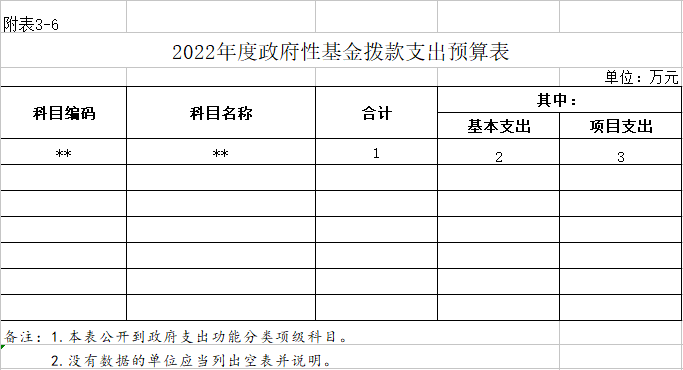 附表3-6
2022年度政府性基金拨款支出预算表
单位：万元
科目编码 科目名称 合计 其中：
基本支出 项目支出
** ** 1 2 3
备注：1.本表公开到政府支出功能分类项级科目。
2.没有数据的单位应当列出空表并说明。